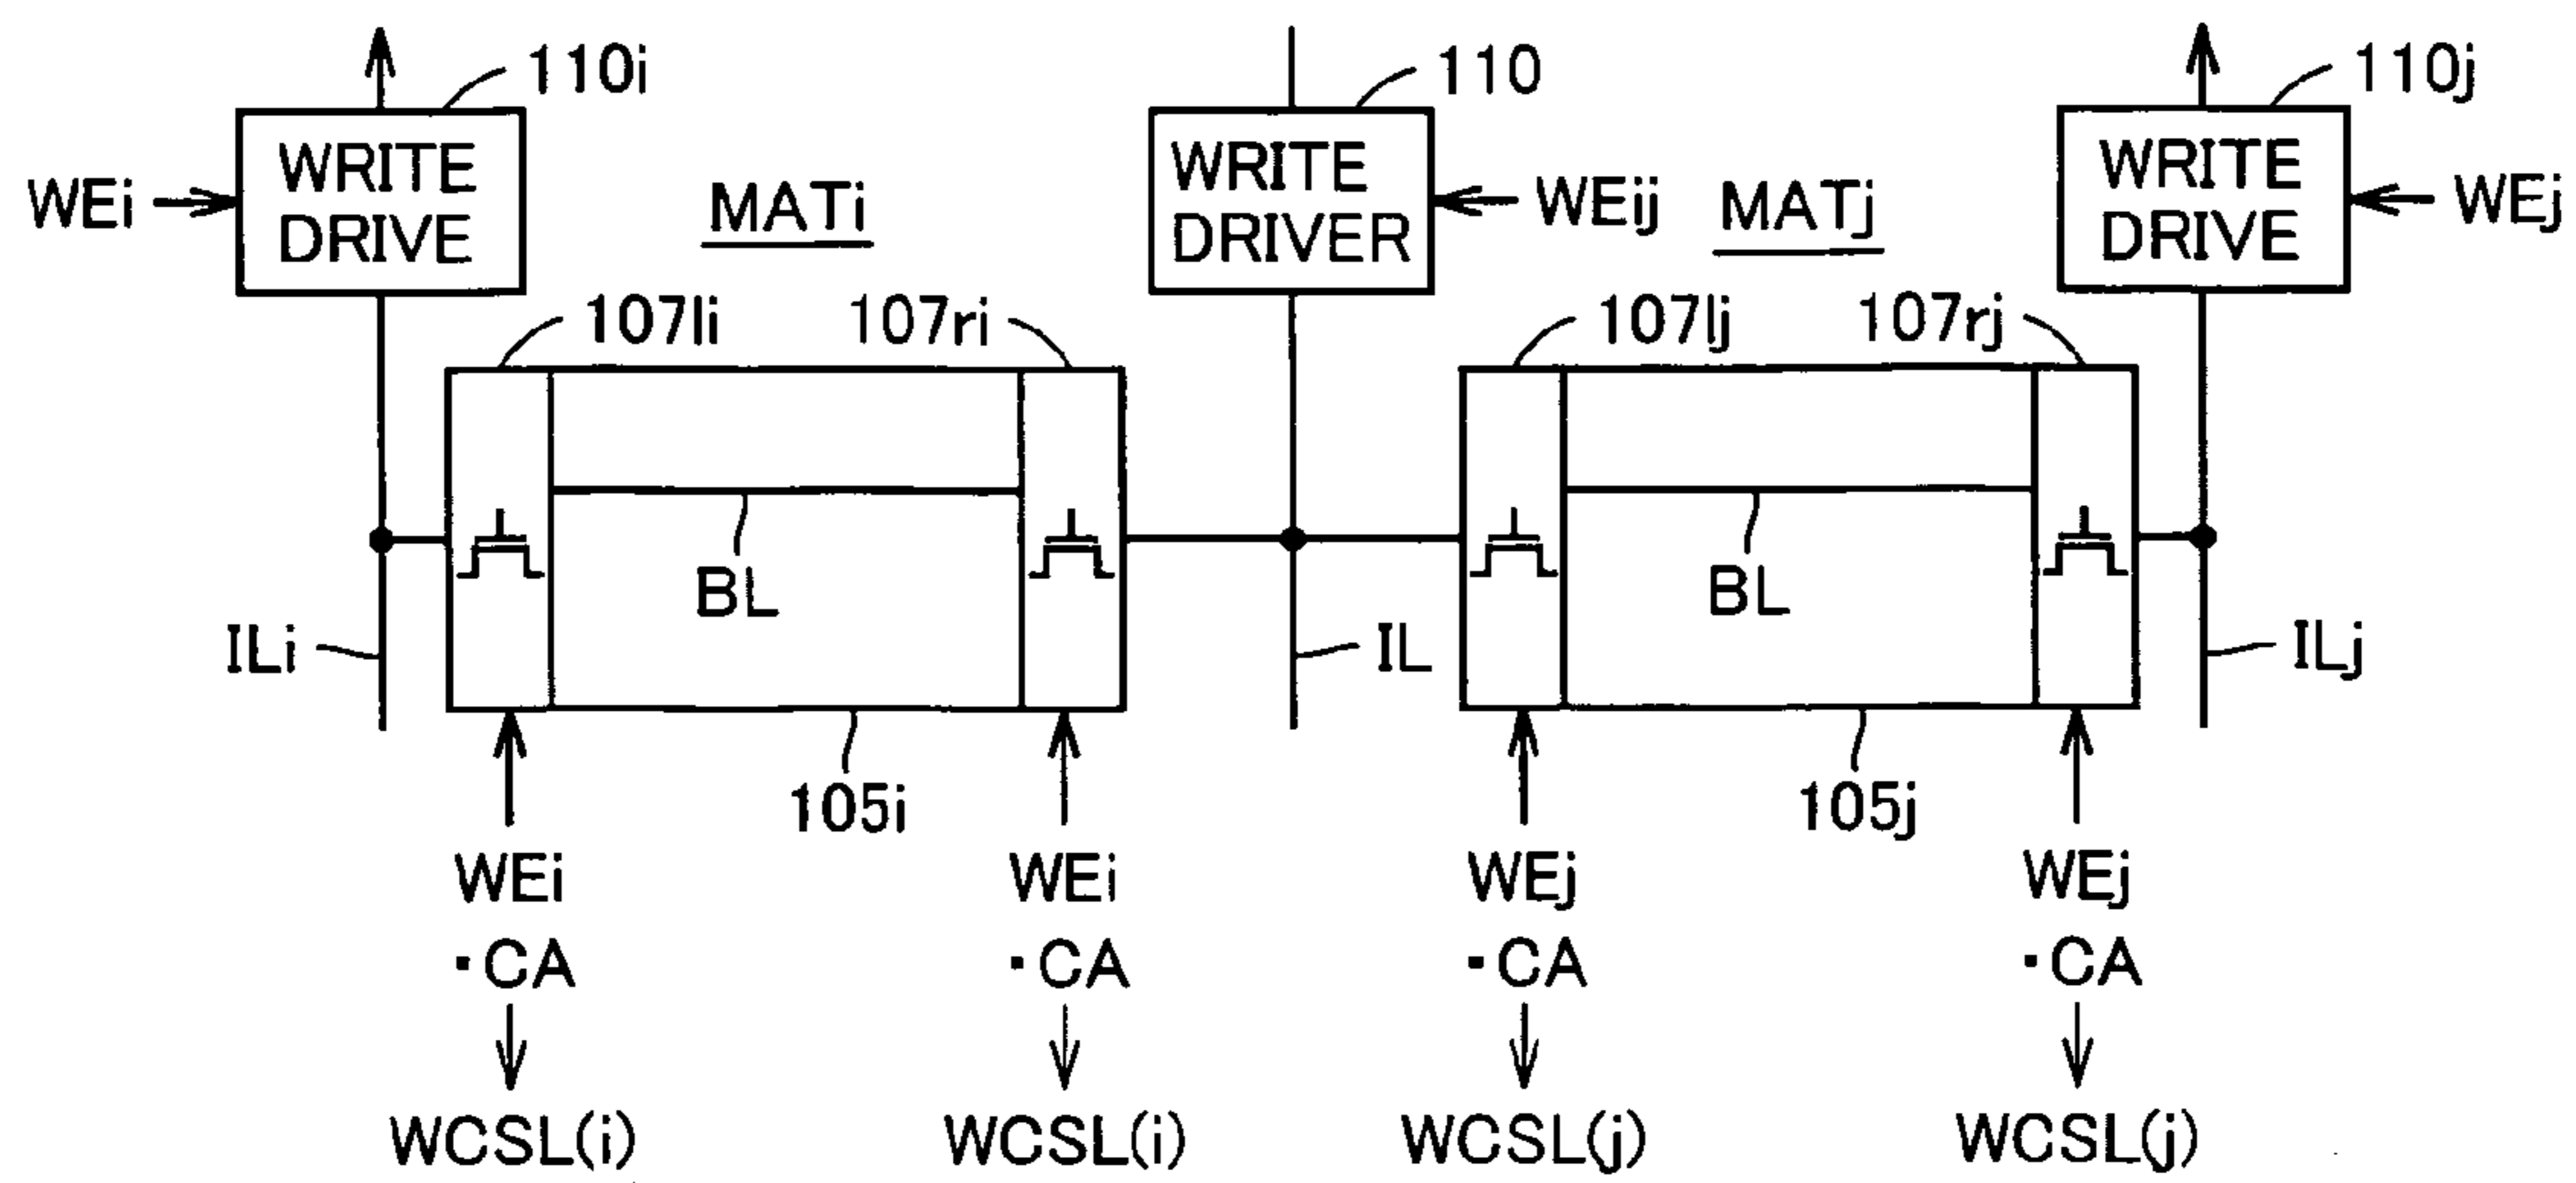 110i
110
110j
WRITE
DRIVE
WRITE
DRIVER
WRITE
DRIVE
WEi
MATi
WEij
MATj
WEj
107li
107ri
107lj
107rj
BL
BL
ILi
IL
ILj
105i
105j
WEi
・CA
WEi
・CA
WEj
・CA
WEj
・CA
WCSL(i)
WCSL(i)
WCSL(j)
WCSL(j)